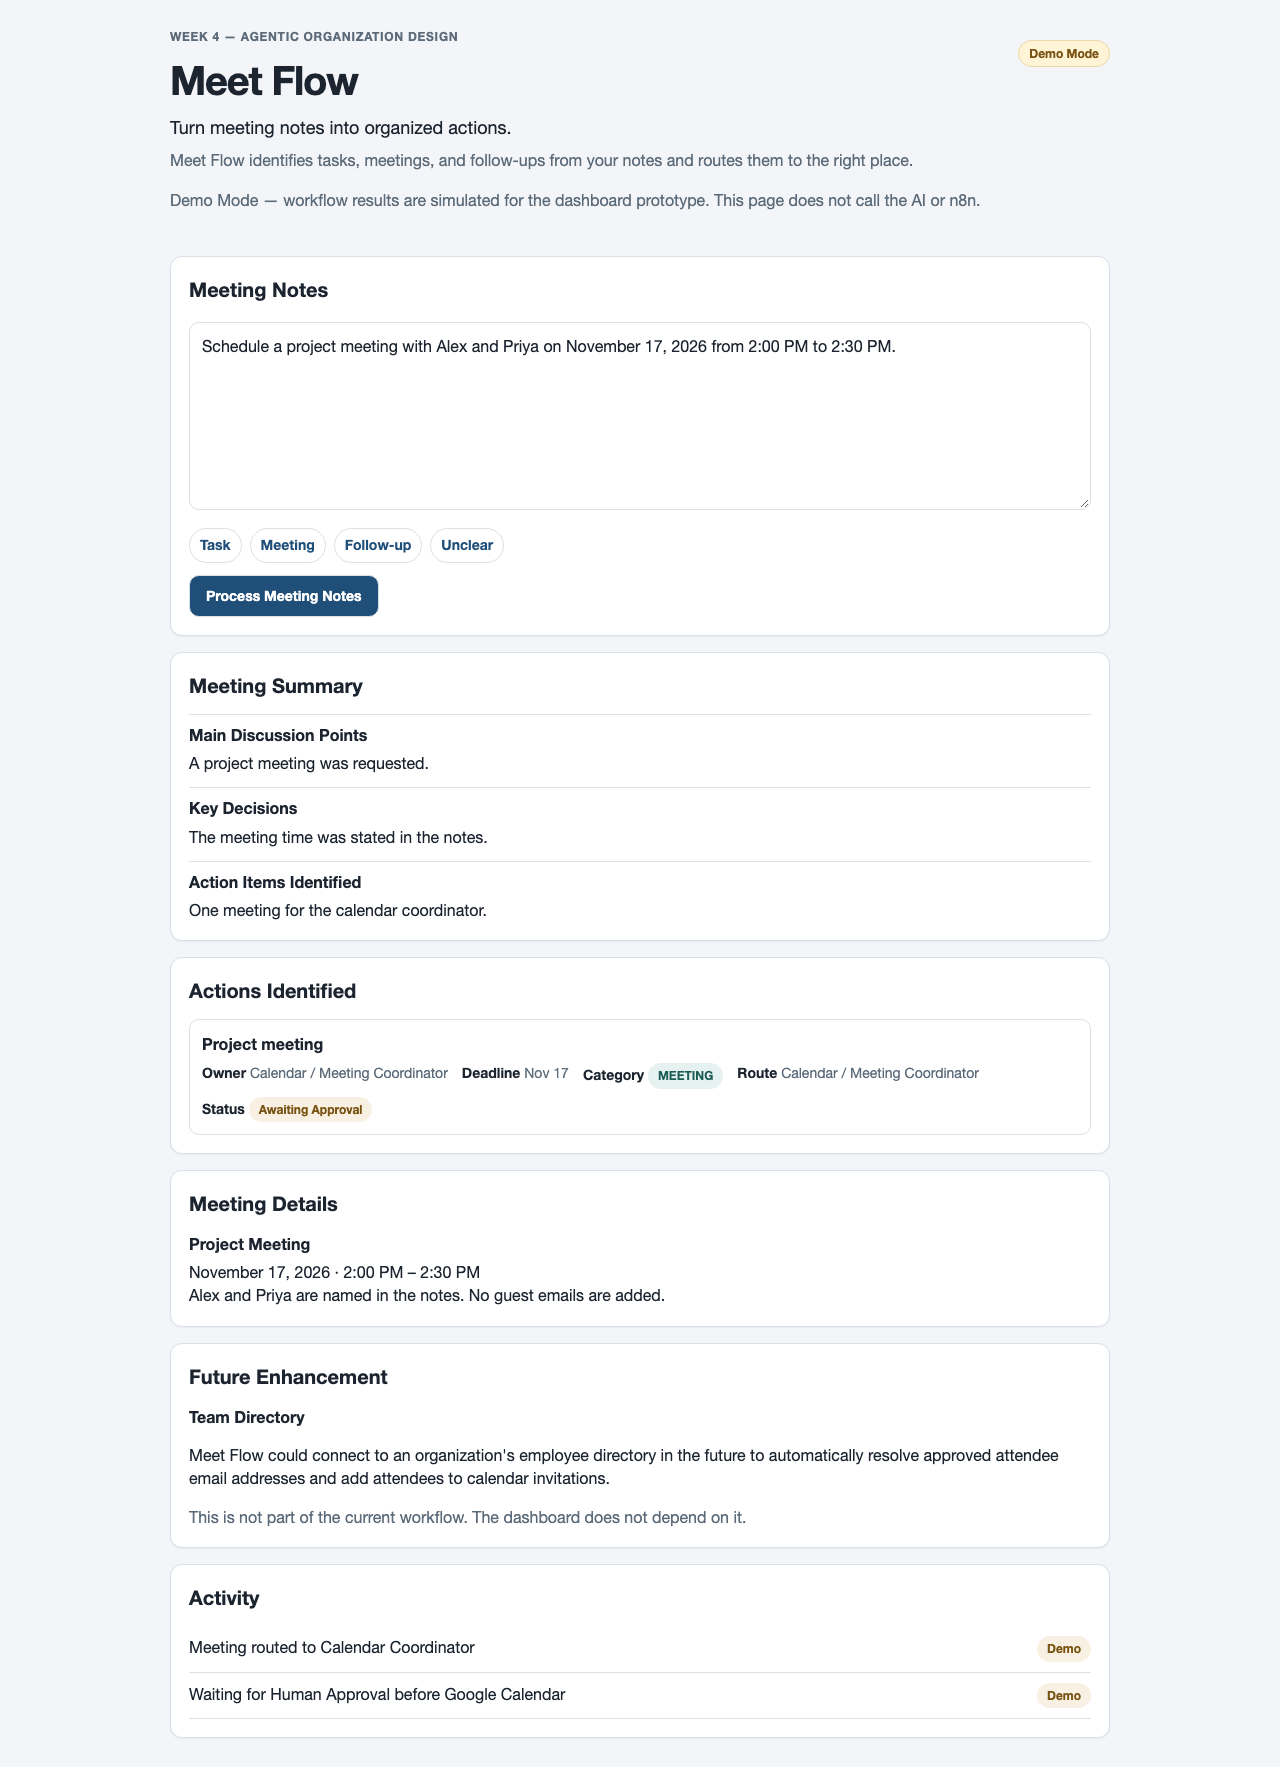 WEEK 4 — AGENTIC ORGANIZATION DESIGN
Demo Mode
Meet Flow
Turn meeting notes into organized actions.
Meet Flow identifies tasks, meetings, and follow-ups from your notes and routes them to the right place.
Demo Mode — workflow results are simulated for the dashboard prototype. This page does not call the AI or n8n.
Meeting Notes
Schedule a project meeting with Alex and Priya on November 17, 2026 from 2:00 PM to 2:30 PM.
Task Meeting Follow-up Unclear
Process Meeting Notes
Meeting Summary
Main Discussion Points
A project meeting was requested.
Key Decisions
The meeting time was stated in the notes.
Action Items Identified
One meeting for the calendar coordinator.
Actions Identified
Project meeting
Owner Calendar / Meeting Coordinator Deadline Nov 17 Category MEETING Route Calendar / Meeting Coordinator
Status Awaiting Approval
Meeting Details
Project Meeting
November 17, 2026 · 2:00 PM – 2:30 PM
Alex and Priya are named in the notes. No guest emails are added.
Future Enhancement
Team Directory
Meet Flow could connect to an organization's employee directory in the future to automatically resolve approved attendee
email addresses and add attendees to calendar invitations.
This is not part of the current workflow. The dashboard does not depend on it.
Activity
Meeting routed to Calendar Coordinator Demo
Waiting for Human Approval before Google Calendar Demo